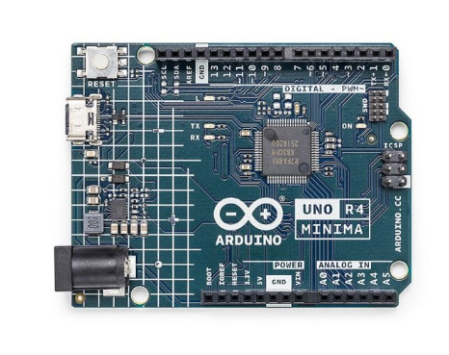 RESET
SCL
SDA
AREF
GND
13
12
~11
~10
~9
8
7
~6
~5
4
~3
2
TX→1
RX←0
DIGITAL
PWM~
SWD
TX
RX
ON
ICSP
UNO R4
MINIMA
ARDUINO
ARDUINO.CC
POWER
ANALOG IN
BOOT
IOREF
RESET
3.3V
5V
GND
VIN
A0
A1
A2
A3
A4
A5